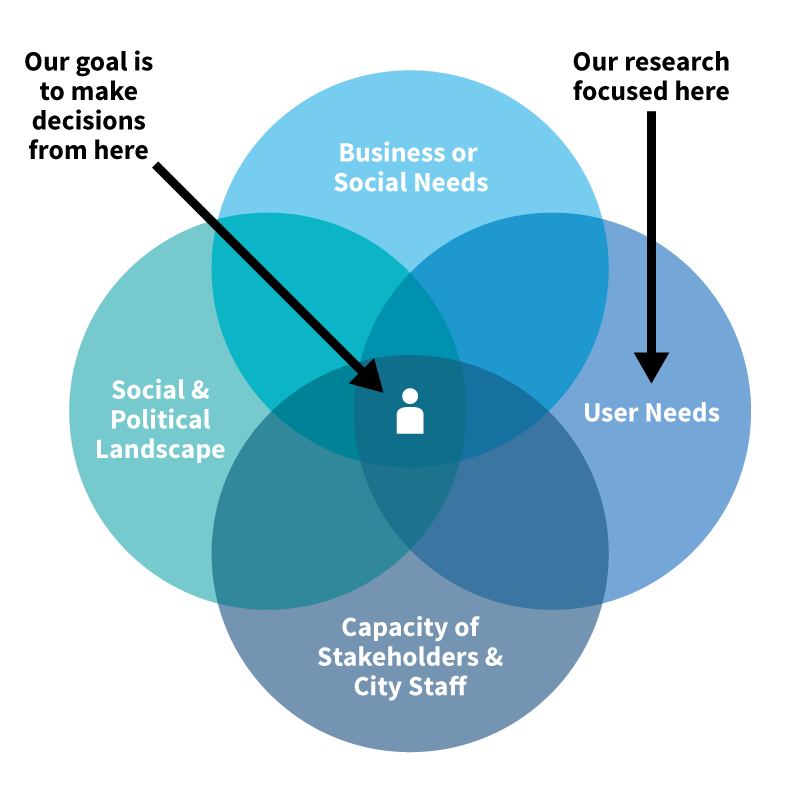 Our goal is
to make
decisions
from here
Our research
focused here
Business or
Social Needs
Social &
Political
Landscape
User Needs
Capacity of
Stakeholders &
City Staff